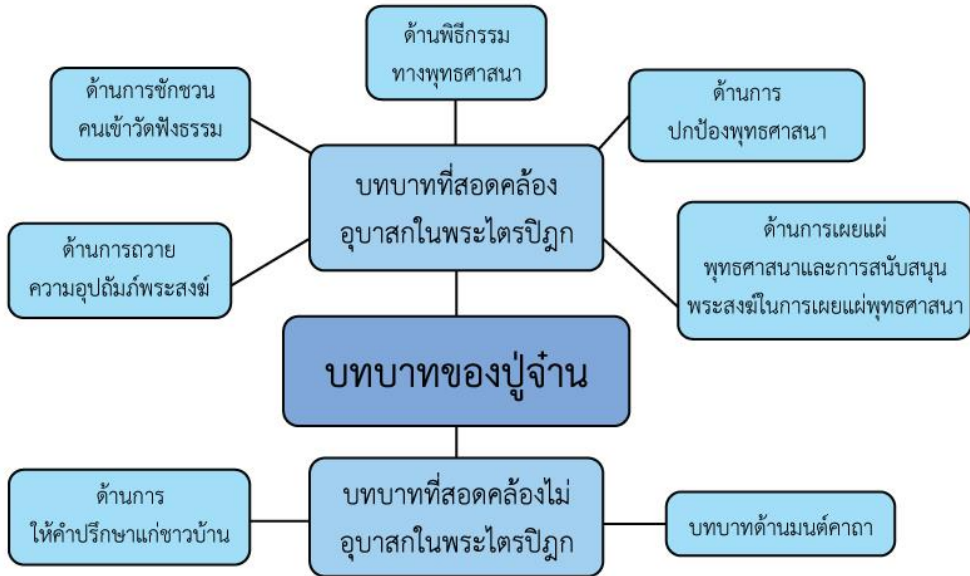 ด้านพิธีกรรม
ทางพุทธศาสนา
ด้านการชักชวน
คนเข้าวัดฟังธรรม
ด้านการ
ปกป้องพุทธศาสนา
บทบาทที่สอดคล้อง
อุบาสกในพระไตรปิฎก
ด้านการถวาย
ความอุปถัมภ์พระสงฆ์
ด้านการเผยแผ่
พุทธศาสนาและการสนับสนุน
พระสงฆ์ในการเผยแผ่พุทธศาสนา
บทบาทของปู่จ๋าน
บทบาทที่สอดคล้องไม่
อุบาสกในพระไตรปิฎก
ด้านการ
ให้คำปรึกษาแก่ชาวบ้าน
บทบาทด้านมนต์คาถา